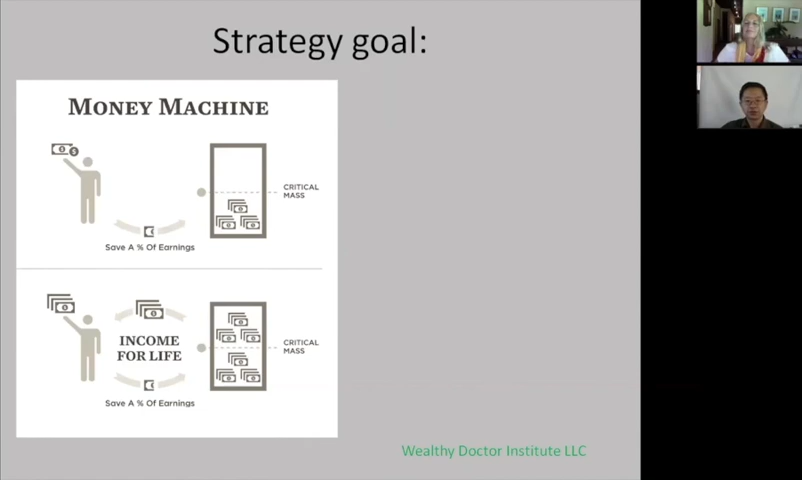 Strategy goal:
MONEY MACHINE
CRITICAL
MASS
Save A % Of Earnings
INCOME
FOR LIFE
CRITICAL
MASS
Save A % Of Earnings
Wealthy Doctor Institute LLC